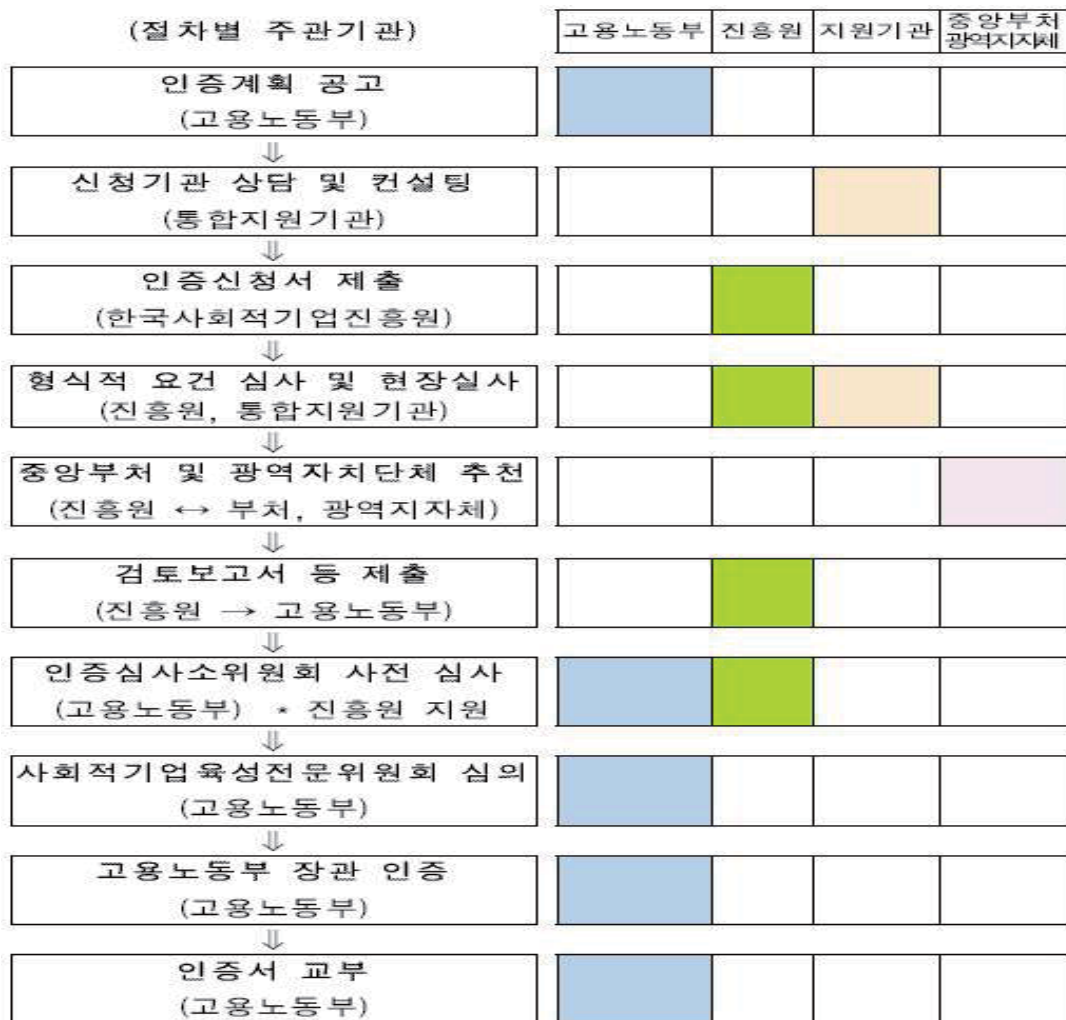 (절차별 주관기관)
고용노동부 진흥원 지원기관 중앙부처
광역지자체
인증계획 공고
(고용노동부)
⇓
신청기관 상담 및 컨설팅
(통합지원기관)
⇓
인증신청서 제출
(한국사회적기업진흥원)
⇓
형식적 요건 심사 및 현장실사
(진흥원, 통합지원기관)
⇓
중앙부처 및 광역자치단체 추천
(진흥원 ↔ 부처, 광역지자체)
⇓
검토보고서 등 제출
(진흥원 → 고용노동부)
⇓
인증심사소위원회 사전 심사
(고용노동부) * 진흥원 지원
⇓
사회적기업육성전문위원회 심의
(고용노동부)
⇓
고용노동부 장관 인증
(고용노동부)
⇓
인증서 교부
(고용노동부)